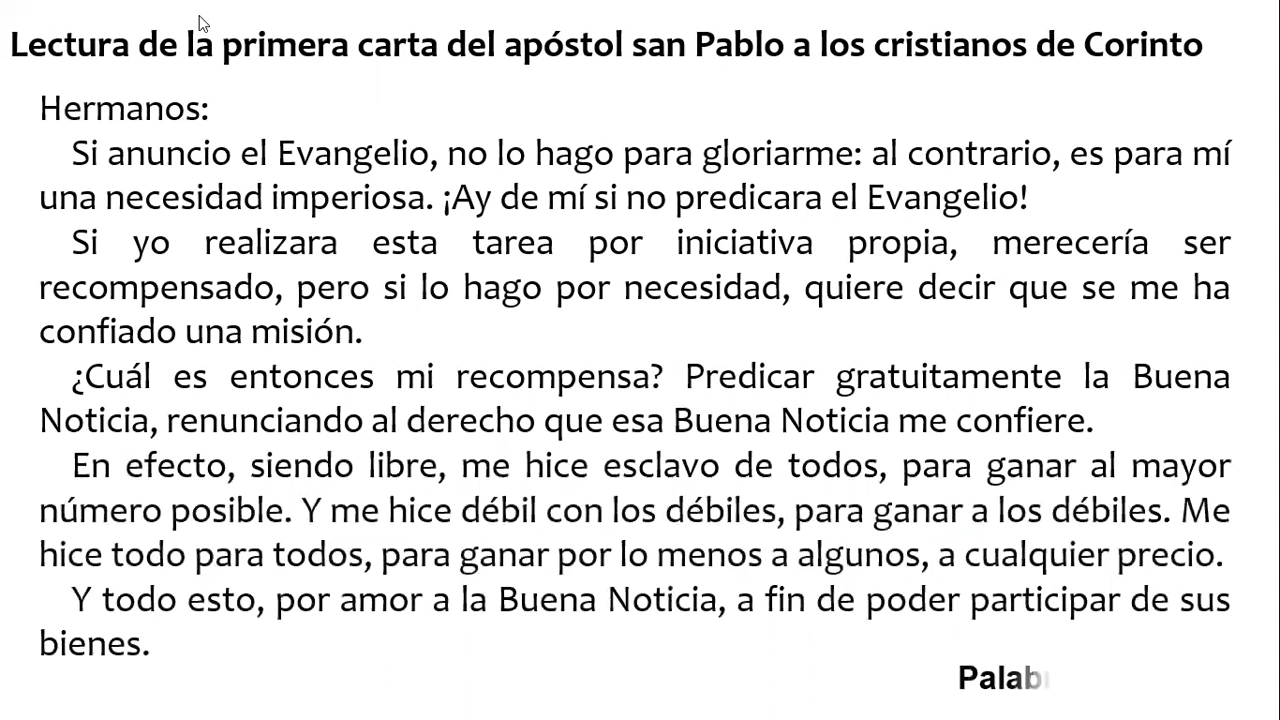 Lectura de la primera carta del apóstol san Pablo a los cristianos de Corinto
Hermanos:
Si anuncio el Evangelio, no lo hago para gloriarme: al contrario, es para mí
una necesidad imperiosa. ¡Ay de mí si no predicara el Evangelio!
Si yo realizara esta tarea por iniciativa propia, merecería ser
recompensado, pero si lo hago por necesidad, quiere decir que se me ha
confiado una misión.
¿Cuál es entonces mi recompensa? Predicar gratuitamente la Buena
Noticia, renunciando al derecho que esa Buena Noticia me confiere.
En efecto, siendo libre, me hice esclavo de todos, para ganar al mayor
número posible. Y me hice débil con los débiles, para ganar a los débiles. Me
hice todo para todos, para ganar por lo menos a algunos, a cualquier precio.
Y todo esto, por amor a la Buena Noticia, a fin de poder participar de sus
bienes.